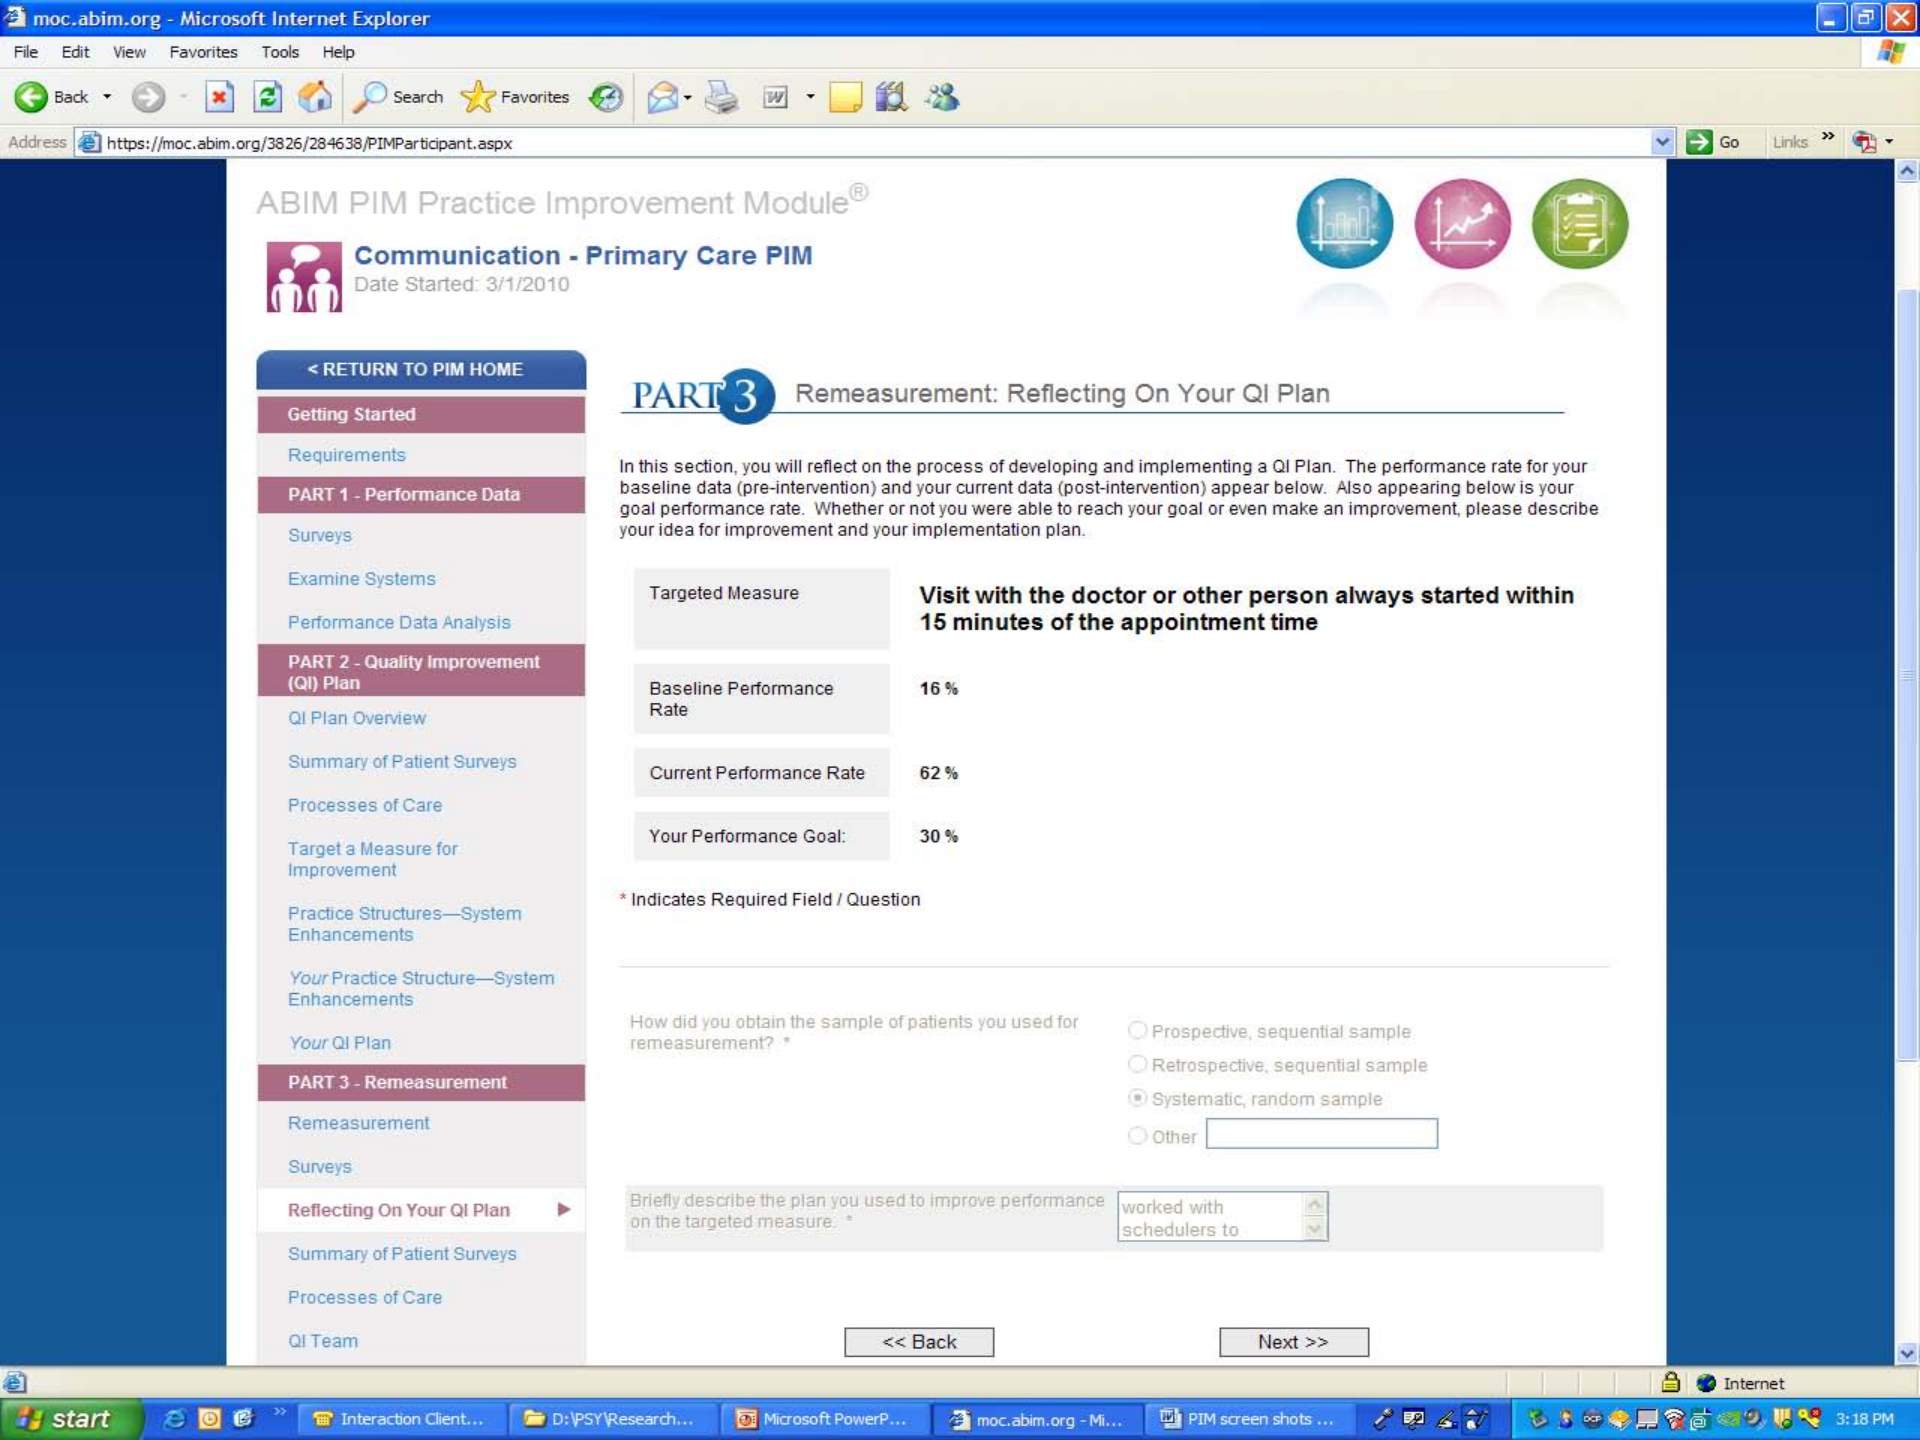 moc.abim.org - Microsoft Internet Explorer
File Edit View Favorites Tools Help
Back Search Favorites
Address https://moc.abim.org/3826/284638/PIMParticipant.aspx Go Links »
ABIM PIM Practice Improvement Module®
Communication - Primary Care PIM
Date Started: 3/1/2010
< RETURN TO PIM HOME
Getting Started
Requirements
PART 1 - Performance Data
Surveys
Examine Systems
Performance Data Analysis
PART 2 - Quality Improvement
(QI) Plan
QI Plan Overview
Summary of Patient Surveys
Processes of Care
Target a Measure for
Improvement
Practice Structures—System
Enhancements
Your Practice Structure—System
Enhancements
Your QI Plan
PART 3 - Remeasurement
Remeasurement
Surveys
Reflecting On Your QI Plan
Summary of Patient Surveys
Processes of Care
QI Team
PART 3 Remeasurement: Reflecting On Your QI Plan
In this section, you will reflect on the process of developing and implementing a QI Plan. The performance rate for your
baseline data (pre-intervention) and your current data (post-intervention) appear below. Also appearing below is your
goal performance rate. Whether or not you were able to reach your goal or even make an improvement, please describe
your idea for improvement and your implementation plan.
Targeted Measure
Visit with the doctor or other person always started within
15 minutes of the appointment time
Baseline Performance
Rate
16 %
Current Performance Rate 62 %
Your Performance Goal: 30 %
* Indicates Required Field / Question
How did you obtain the sample of patients you used for
remeasurement? *
Prospective, sequential sample
Retrospective, sequential sample
Systematic, random sample
Other
Briefly describe the plan you used to improve performance
on the targeted measure. *
worked with
schedulers to
<< Back Next >>
Internet
start » Interaction Client... D:\PSY\Research... Microsoft PowerP... moc.abim.org - Mi... PIM screen shots ... 3:18 PM